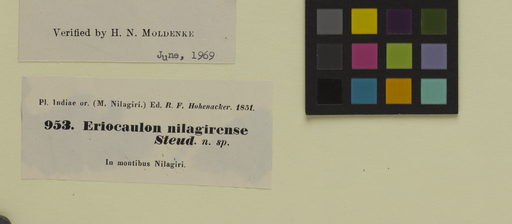 Verified by H. N. MOLDENKE
June, 1969
Pl. Indiae or. (M. Nilagiri.) Ed. R. F. Hohenacker. 1851.
953. Eriocaulon nilagirense
Steud. n. sp.
In montibus Nilagiri.